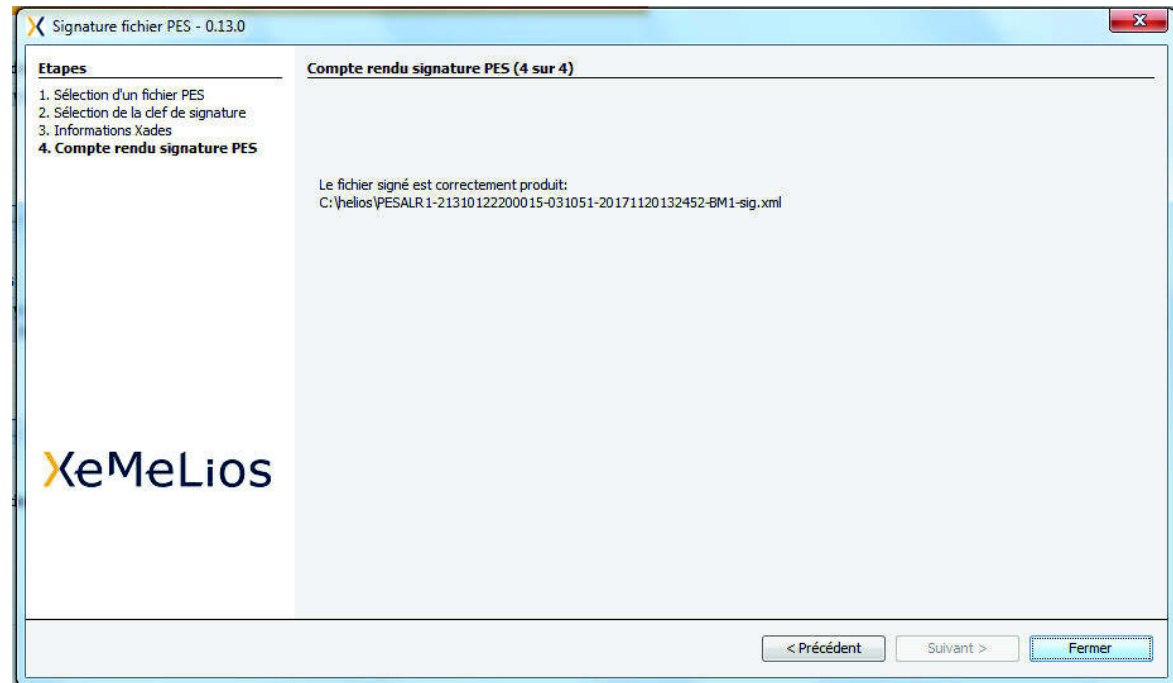 Signature fichier PES - 0.13.0
Etapes
1. Sélection d'un fichier PES
2. Sélection de la clef de signature
3. Informations Xades
4. Compte rendu signature PES
Compte rendu signature PES (4 sur 4)
Le fichier signé est correctement produit:
C:\helios\PESALR1-21310122200015-031051-20171120132452-BM1-sig.xml
XeMeLios
< Précédent
Suivant >
Fermer